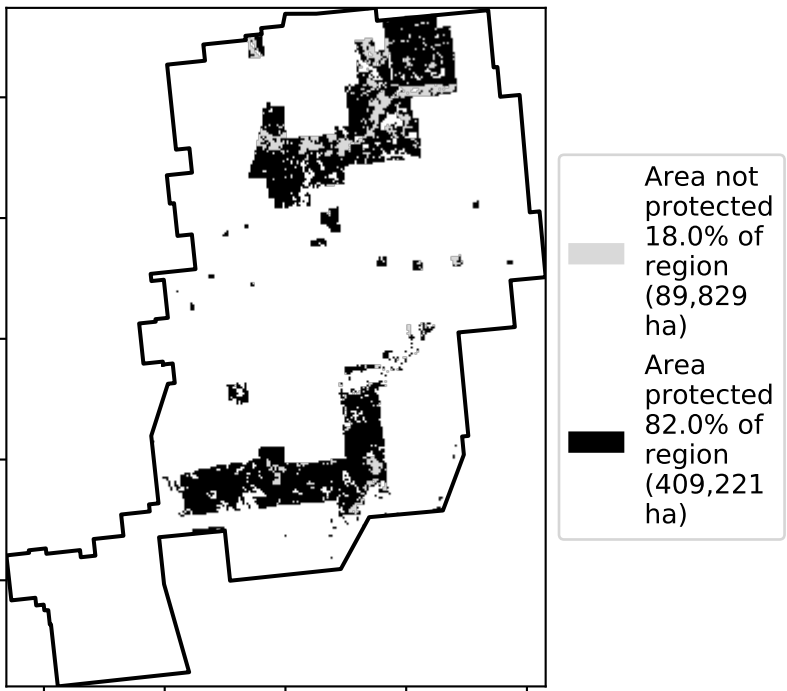 Area not
protected
18.0% of
region
(89,829
ha)
Area
protected
82.0% of
region
(409,221
ha)